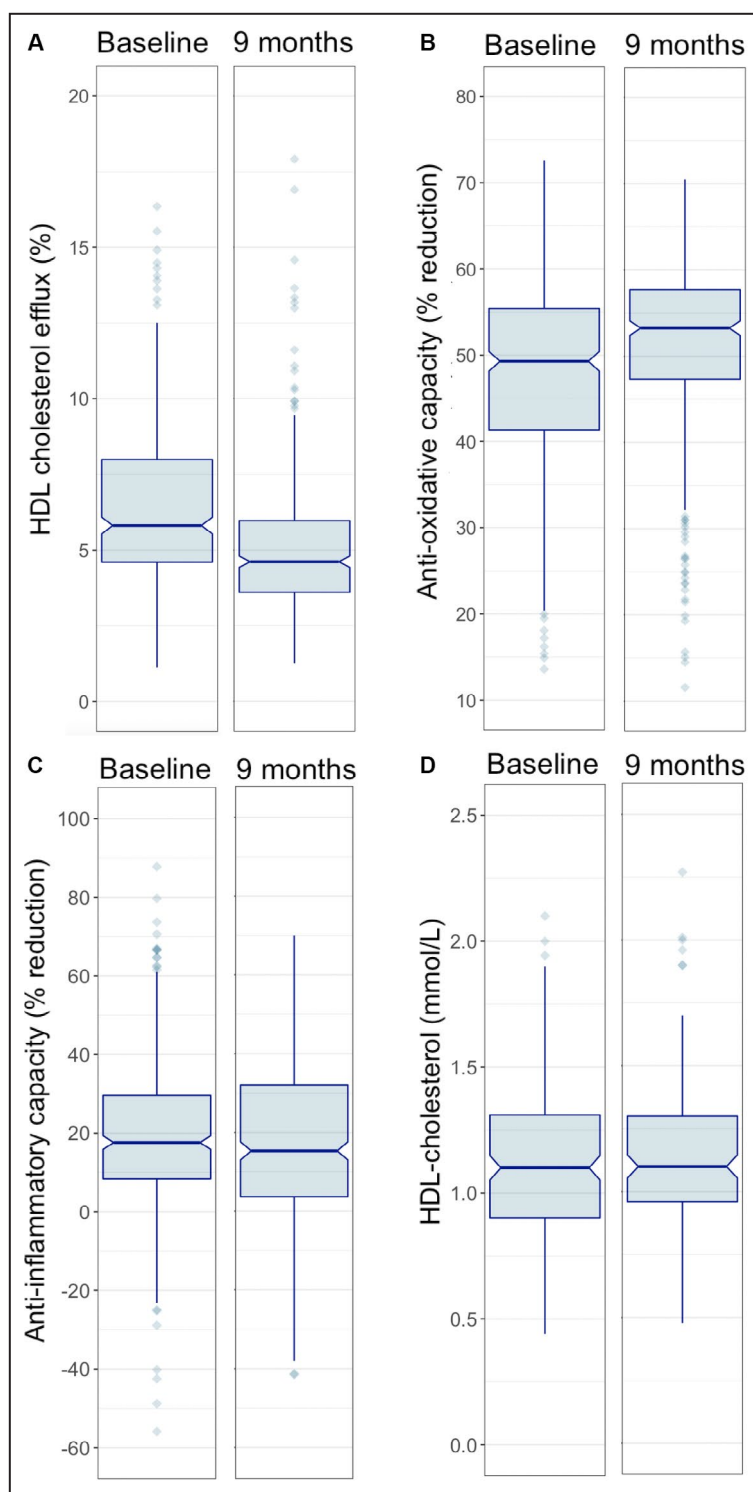 A
Baseline
9 months
HDL cholesterol efflux (%)
20
15
10
5
0
B
Baseline
9 months
Anti-oxidative capacity (% reduction)
80
70
60
50
40
30
20
10
C
Baseline
9 months
Anti-inflammatory capacity (% reduction)
100
80
60
40
20
0
-20
-40
-60
D
Baseline
9 months
HDL-cholesterol (mmol/L)
2.5
2.0
1.5
1.0
0.5
0.0